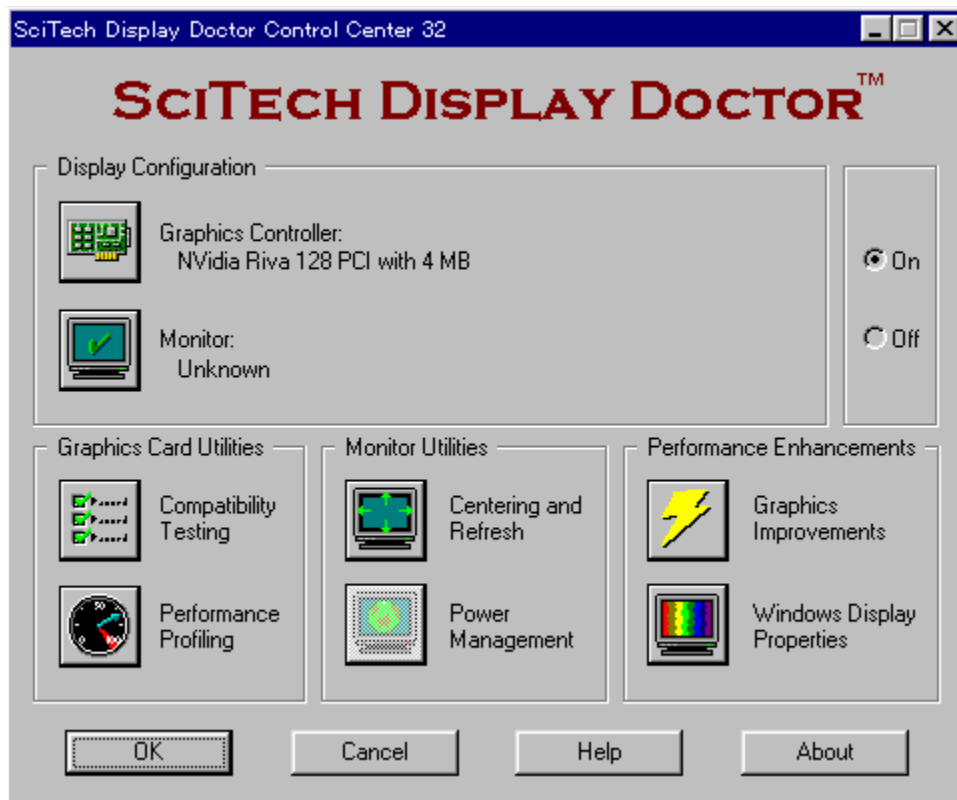 SciTech Display Doctor Control Center 32
SCITECH DISPLAY DOCTOR™
Display Configuration
Graphics Controller:
NVidia Riva 128 PCI with 4 MB
Monitor:
Unknown
On
Off
Graphics Card Utilities
Compatibility
Testing
Performance
Profiling
Monitor Utilities
Centering and
Refresh
Power
Management
Performance Enhancements
Graphics
Improvements
Windows Display
Properties
OK
Cancel
Help
About